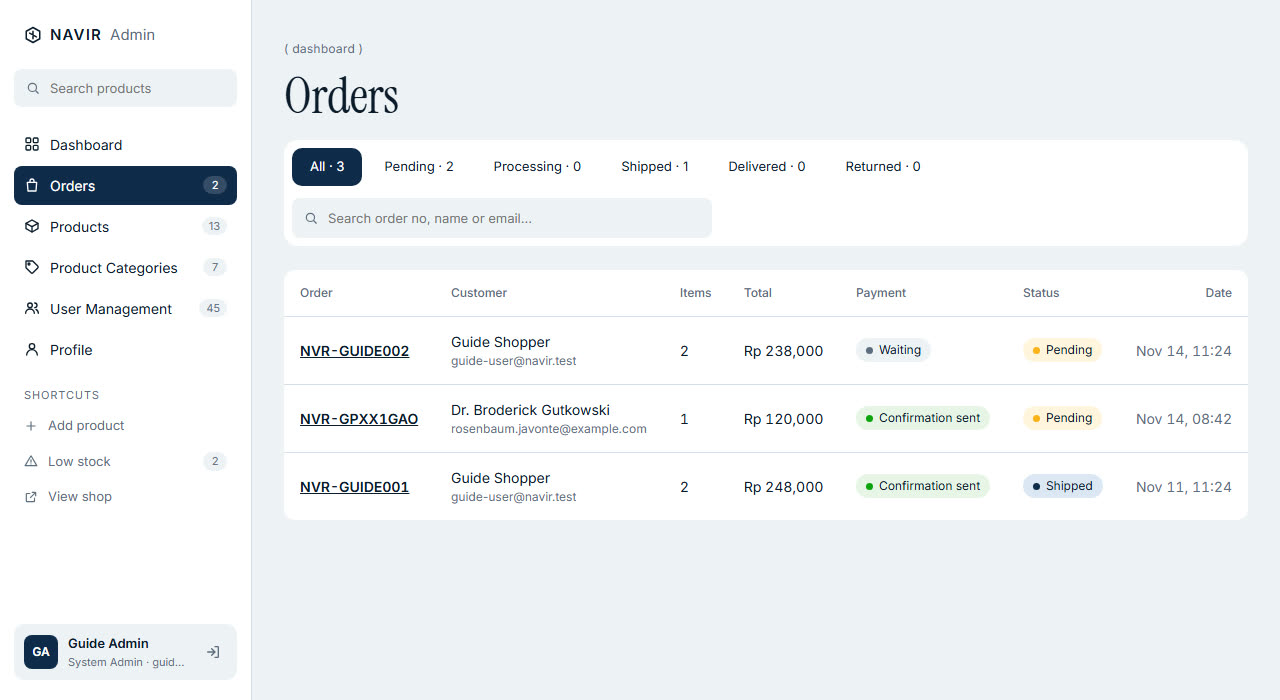 NAVIR Admin
Search products
Dashboard
Orders 2
Products 13
Product Categories 7
User Management 45
Profile
SHORTCUTS
Add product
Low stock 2
View shop
GA
Guide Admin
System Admin · guid...
( dashboard )
Orders
All · 3 Pending · 2 Processing · 0 Shipped · 1 Delivered · 0 Returned · 0
Search order no, name or email...
Order Customer Items Total Payment Status Date
NVR-GUIDE002 Guide Shopper 2 Rp 238,000 Waiting Pending Nov 14, 11:24
guide-user@navir.test
NVR-GPXX1GAO Dr. Broderick Gutkowski 1 Rp 120,000 Confirmation sent Pending Nov 14, 08:42
rosenbaum.javonte@example.com
NVR-GUIDE001 Guide Shopper 2 Rp 248,000 Confirmation sent Shipped Nov 11, 11:24
guide-user@navir.test